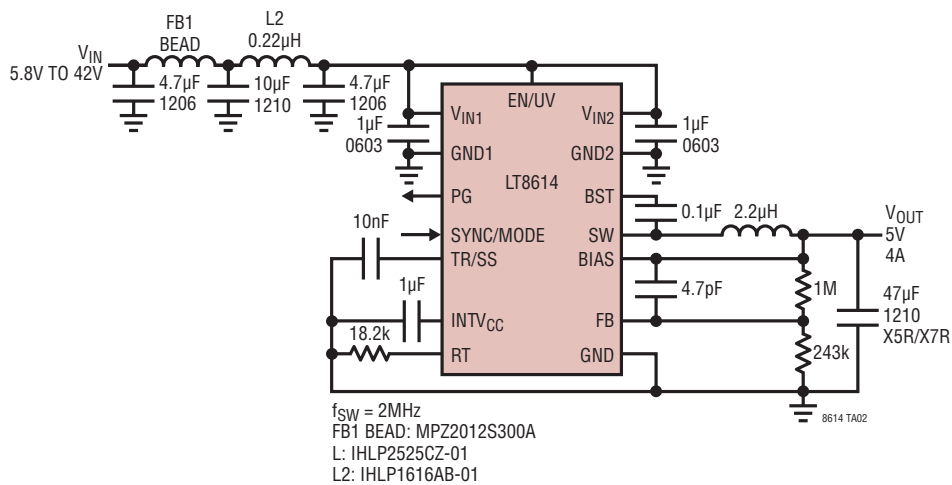 FB1
BEAD
L2
0.22µH
VIN
5.8V TO 42V
4.7µF
1206
10µF
1210
4.7µF
1206
1µF
0603
VIN1
EN/UV
VIN2
1µF
0603
GND1
GND2
LT8614
PG
BST
0.1µF
2.2µH
VOUT
5V
4A
10nF
SYNC/MODE
SW
TR/SS
BIAS
1µF
4.7pF
1M
47µF
1210
X5R/X7R
INTVCC
FB
18.2k
RT
GND
243k
8614 TA02
fSW = 2MHz
FB1 BEAD: MPZ2012S300A
L: IHLP2525CZ-01
L2: IHLP1616AB-01